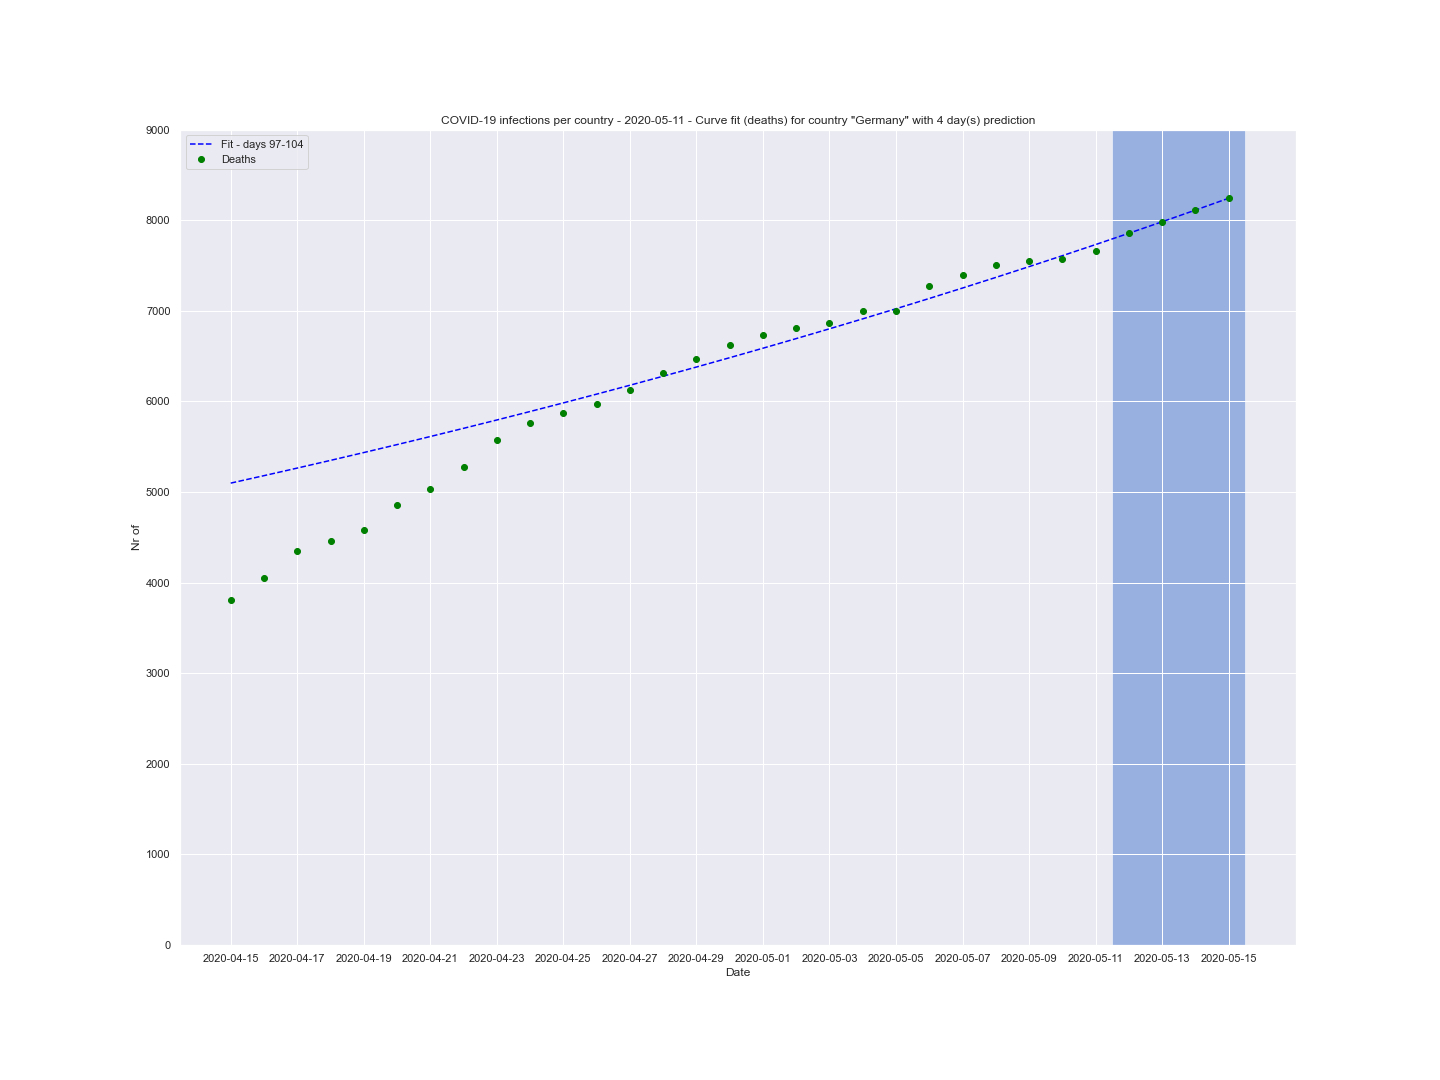 COVID-19 infections per country - 2020-05-11 - Curve fit (deaths) for country "Germany" with 4 day(s) prediction
Fit - days 97-104
Deaths
9000
8000
7000
6000
5000
4000
3000
2000
1000
0
Nr of
2020-04-15 2020-04-17 2020-04-19 2020-04-21 2020-04-23 2020-04-25 2020-04-27 2020-04-29 2020-05-01 2020-05-03 2020-05-05 2020-05-07 2020-05-09 2020-05-11 2020-05-13 2020-05-15
Date